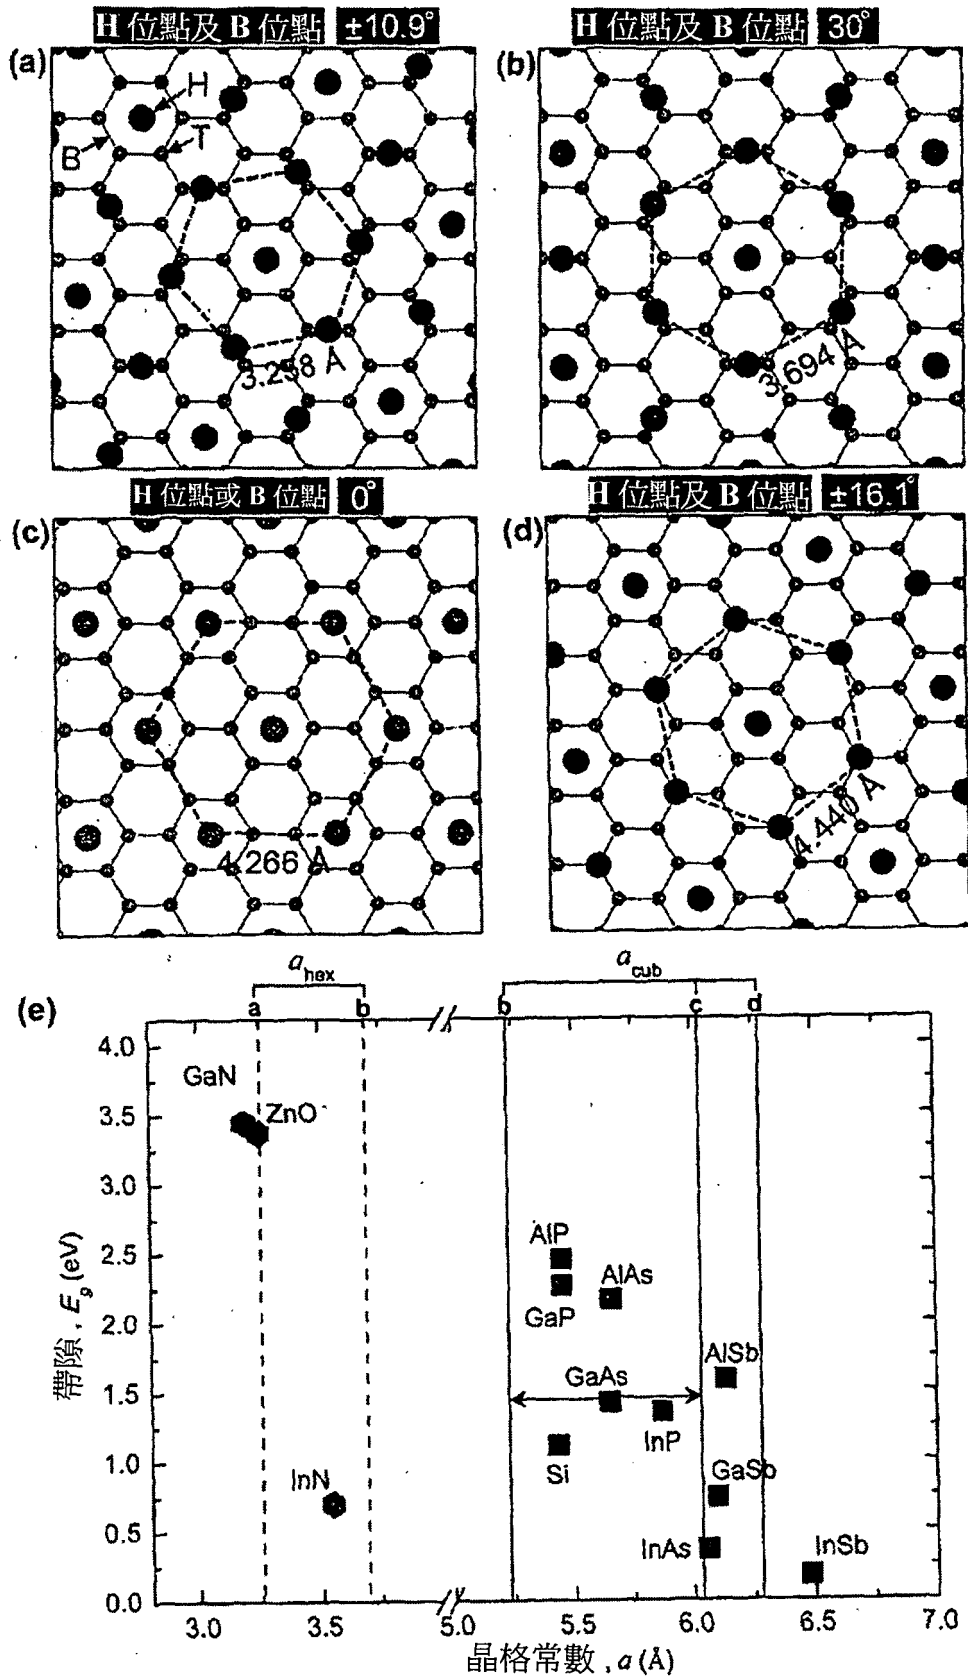 H 位點及 B 位點 ±10.9°
H 位點及 B 位點 30°
(a)
(b)
H
B
T
3.258 Å
3.694 Å
H 位點或 B 位點 0°
H 位點及 B 位點 ±16.1°
(c)
(d)
4.266 Å
4.440 Å
a hex
a cub
(e)
a b b c d
4.0
GaN
ZnO
3.5
3.0
AlP
2.5
AlAs
GaP
2.0
AlSb
GaAs
1.5
InP
Si
1.0
InN
GaSb
0.5
InAs
InSb
0.0
帶隙, Eg (eV)
3.0 3.5 5.0 5.5 6.0 6.5 7.0
晶格常數, a (Å)